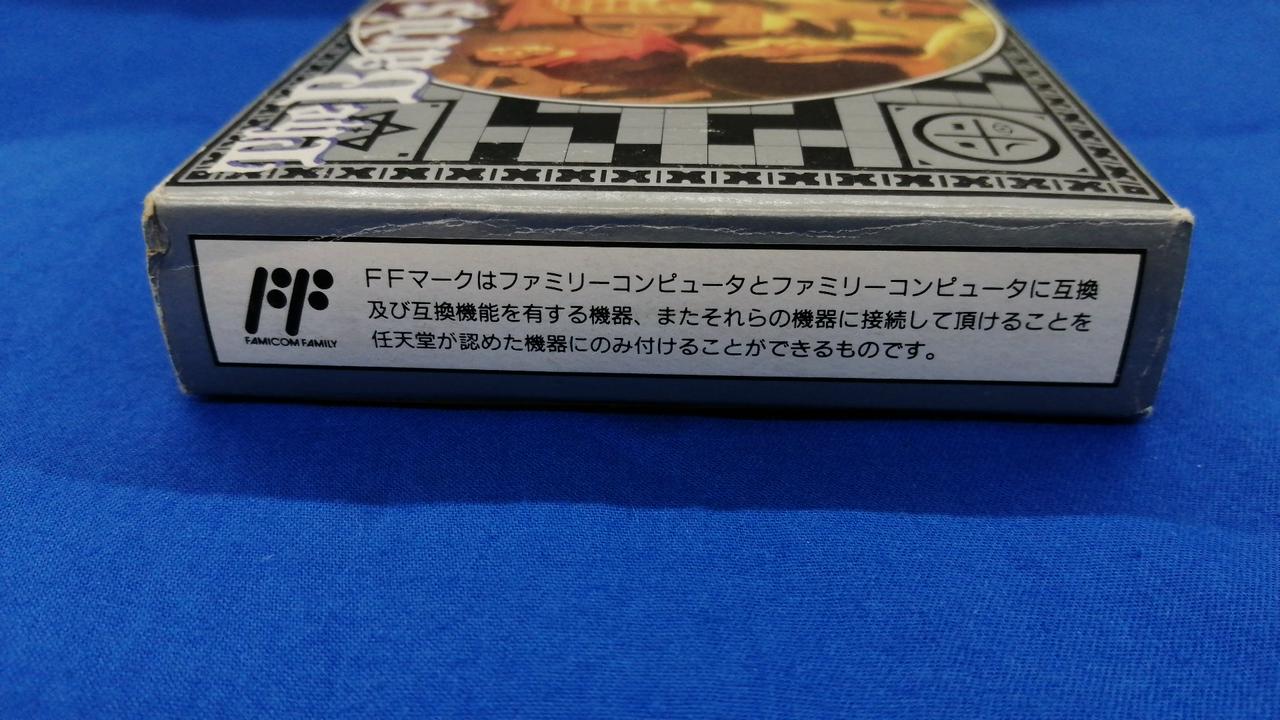 The Bard's
FFマークはファミリーコンピュータとファミリーコンピュータに互換
及び互換機能を有する機器、またそれらの機器に接続して頂けることを
任天堂が認めた機器にのみ付けることができるものです。
FF
FAMICOM FAMILY